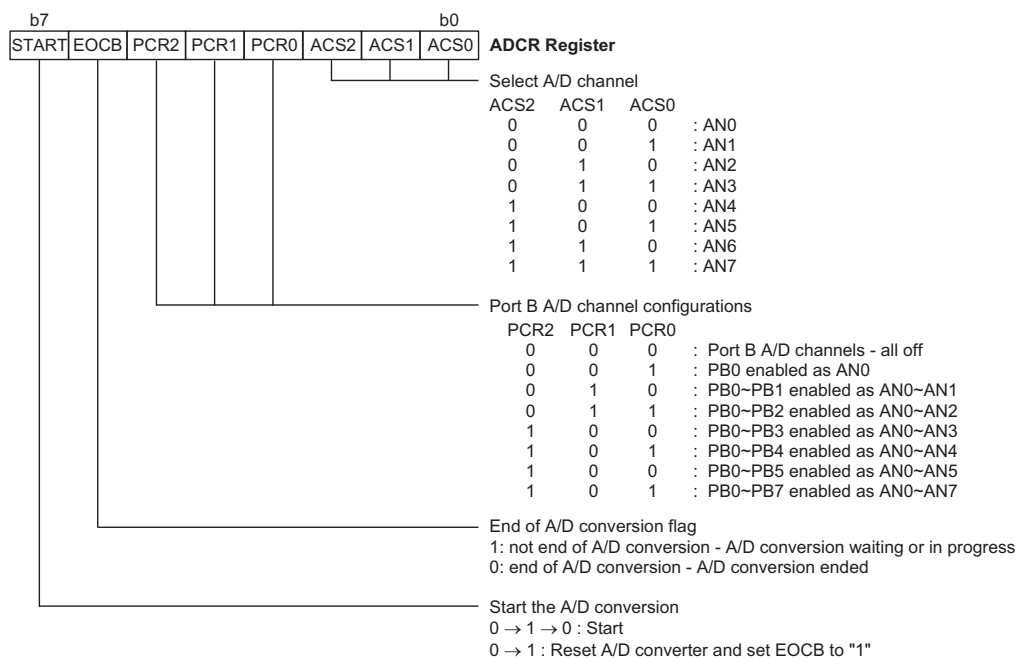 b7 b0
START EOCB PCR2 PCR1 PCR0 ACS2 ACS1 ACS0 ADCR Register
Select A/D channel
ACS2 ACS1 ACS0
0 0 0 : AN0
0 0 1 : AN1
0 1 0 : AN2
0 1 1 : AN3
1 0 0 : AN4
1 0 1 : AN5
1 1 0 : AN6
1 1 1 : AN7
Port B A/D channel configurations
PCR2 PCR1 PCR0
0 0 0 : Port B A/D channels - all off
0 0 1 : PB0 enabled as AN0
0 1 0 : PB0~PB1 enabled as AN0~AN1
0 1 1 : PB0~PB2 enabled as AN0~AN2
1 0 0 : PB0~PB3 enabled as AN0~AN3
1 0 1 : PB0~PB4 enabled as AN0~AN4
1 0 0 : PB0~PB5 enabled as AN0~AN5
1 0 1 : PB0~PB7 enabled as AN0~AN7
End of A/D conversion flag
1: not end of A/D conversion - A/D conversion waiting or in progress
0: end of A/D conversion - A/D conversion ended
Start the A/D conversion
0 → 1 → 0 : Start
0 → 1 : Reset A/D converter and set EOCB to "1"